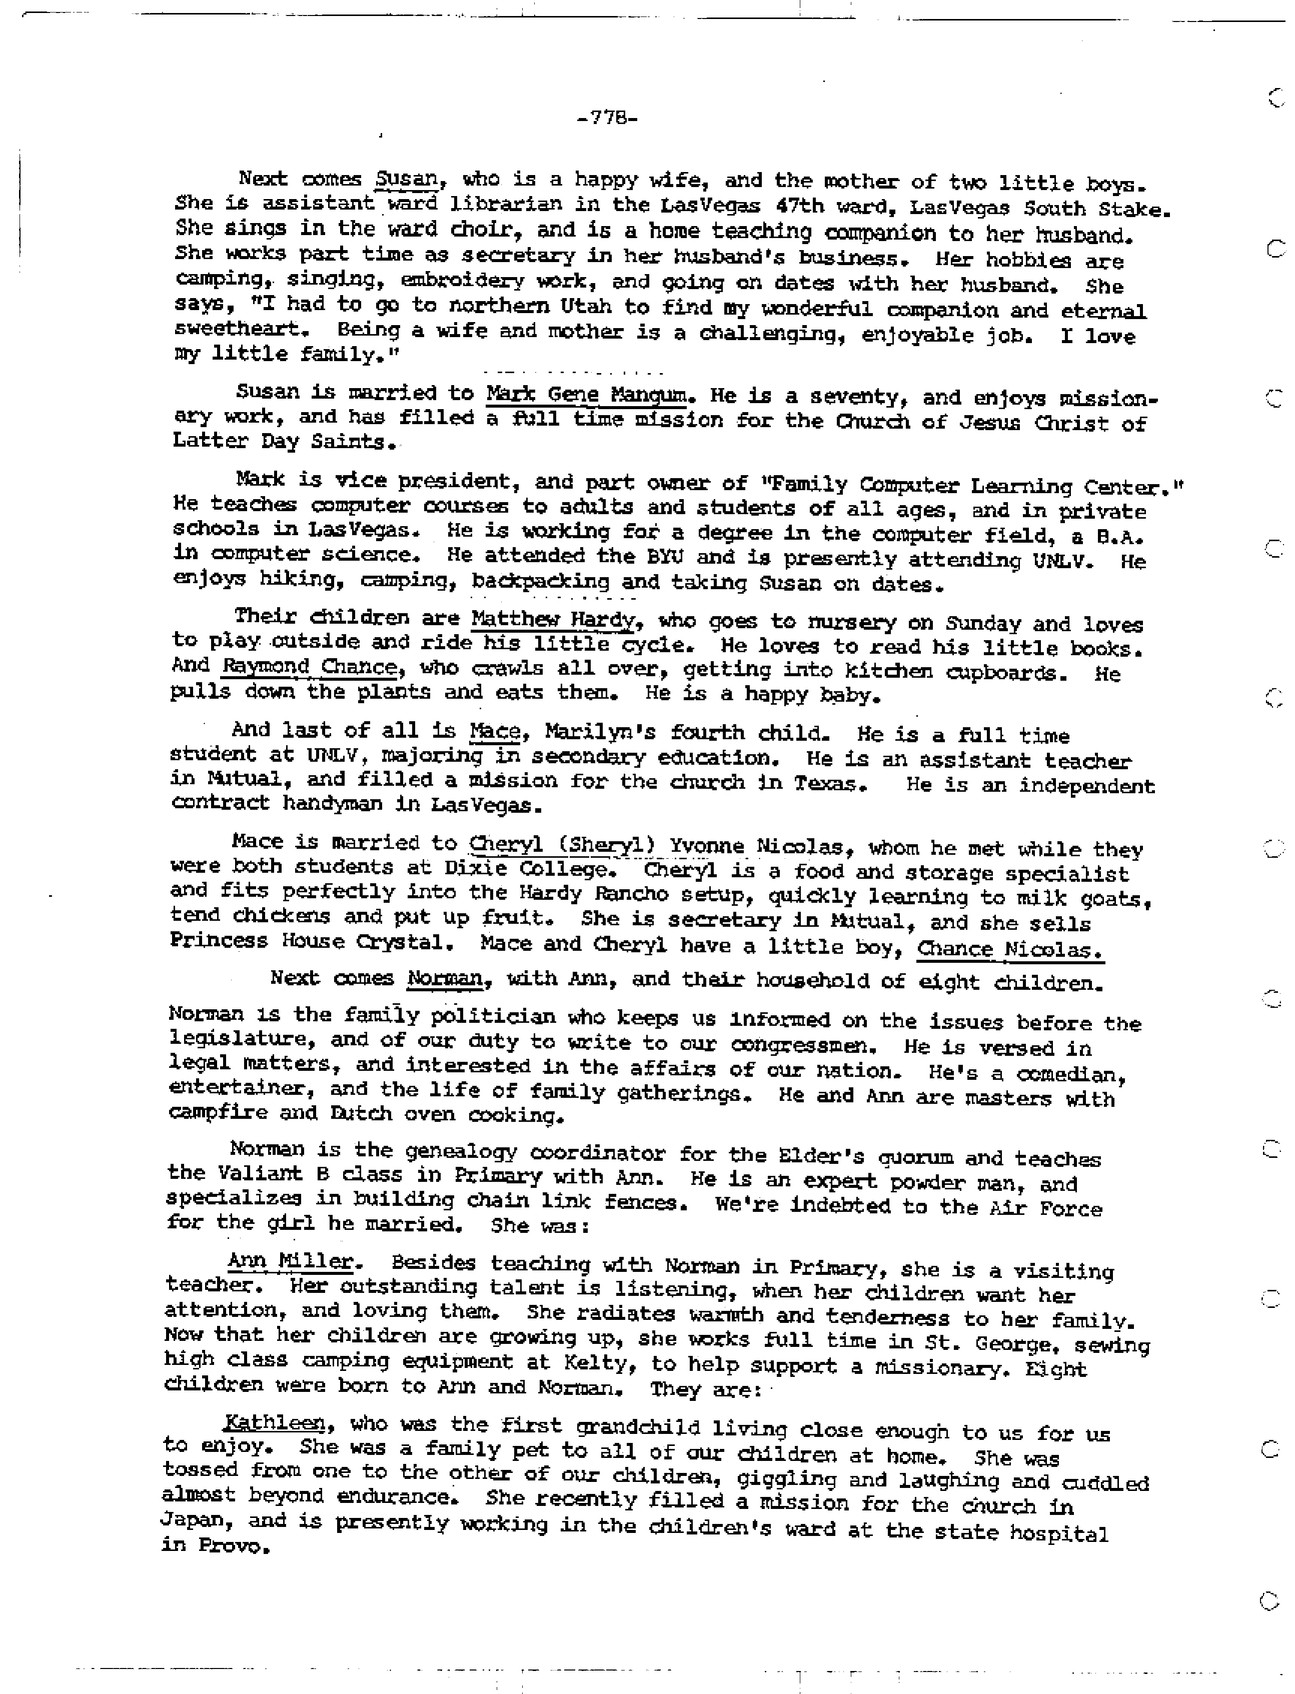 -778-
Next comes Susan, who is a happy wife, and the mother of two little boys.
She is assistant ward librarian in the LasVegas 47th ward, LasVegas South Stake.
She sings in the ward choir, and is a home teaching companion to her husband.
She works part time as secretary in her husband's business. Her hobbies are
camping, singing, embroidery work, and going on dates with her husband. She
says, "I had to go to northern Utah to find my wonderful companion and eternal
sweetheart. Being a wife and mother is a challenging, enjoyable job. I love
my little family."
Susan is married to Mark Gene Mangum. He is a seventy, and enjoys mission-
ary work, and has filled a full time mission for the Church of Jesus Christ of
Latter Day Saints.
Mark is vice president, and part owner of "Family Computer Learning Center."
He teaches computer courses to adults and students of all ages, and in private
schools in LasVegas. He is working for a degree in the computer field, a B.A.
in computer science. He attended the BYU and is presently attending UNLV. He
enjoys hiking, camping, backpacking and taking Susan on dates.
Their children are Matthew Hardy, who goes to nursery on Sunday and loves
to play outside and ride his little cycle. He loves to read his little books.
And Raymond Chance, who crawls all over, getting into kitchen cupboards. He
pulls down the plants and eats them. He is a happy baby.
And last of all is Mace, Marilyn's fourth child. He is a full time
student at UNLV, majoring in secondary education. He is an assistant teacher
in Mutual, and filled a mission for the church in Texas. He is an independent
contract handyman in LasVegas.
Mace is married to Cheryl (Sheryl) Yvonne Nicolas, whom he met while they
were both students at Dixie College. Cheryl is a food and storage specialist
and fits perfectly into the Hardy Rancho setup, quickly learning to milk goats,
tend chickens and put up fruit. She is secretary in Mutual, and she sells
Princess House Crystal. Mace and Cheryl have a little boy, Chance Nicolas.
Next comes Norman, with Ann, and their household of eight children.
Norman is the family politician who keeps us informed on the issues before the
legislature, and of our duty to write to our congressmen. He is versed in
legal matters, and interested in the affairs of our nation. He's a comedian,
entertainer, and the life of family gatherings. He and Ann are masters with
campfire and Dutch oven cooking.
Norman is the genealogy coordinator for the Elder's quorum and teaches
the Valiant B class in Primary with Ann. He is an expert powder man, and
specializes in building chain link fences. We're indebted to the Air Force
for the girl he married. She was:
Ann Miller. Besides teaching with Norman in Primary, she is a visiting
teacher. Her outstanding talent is listening, when her children want her
attention, and loving them. She radiates warmth and tenderness to her family.
Now that her children are growing up, she works full time in St. George, sewing
high class camping equipment at Kelty, to help support a missionary. Eight
children were born to Ann and Norman. They are:
Kathleen, who was the first grandchild living close enough to us for us
to enjoy. She was a family pet to all of our children at home. She was
tossed from one to the other of our children, giggling and laughing and cuddled
almost beyond endurance. She recently filled a mission for the church in
Japan, and is presently working in the children's ward at the state hospital
in Provo.